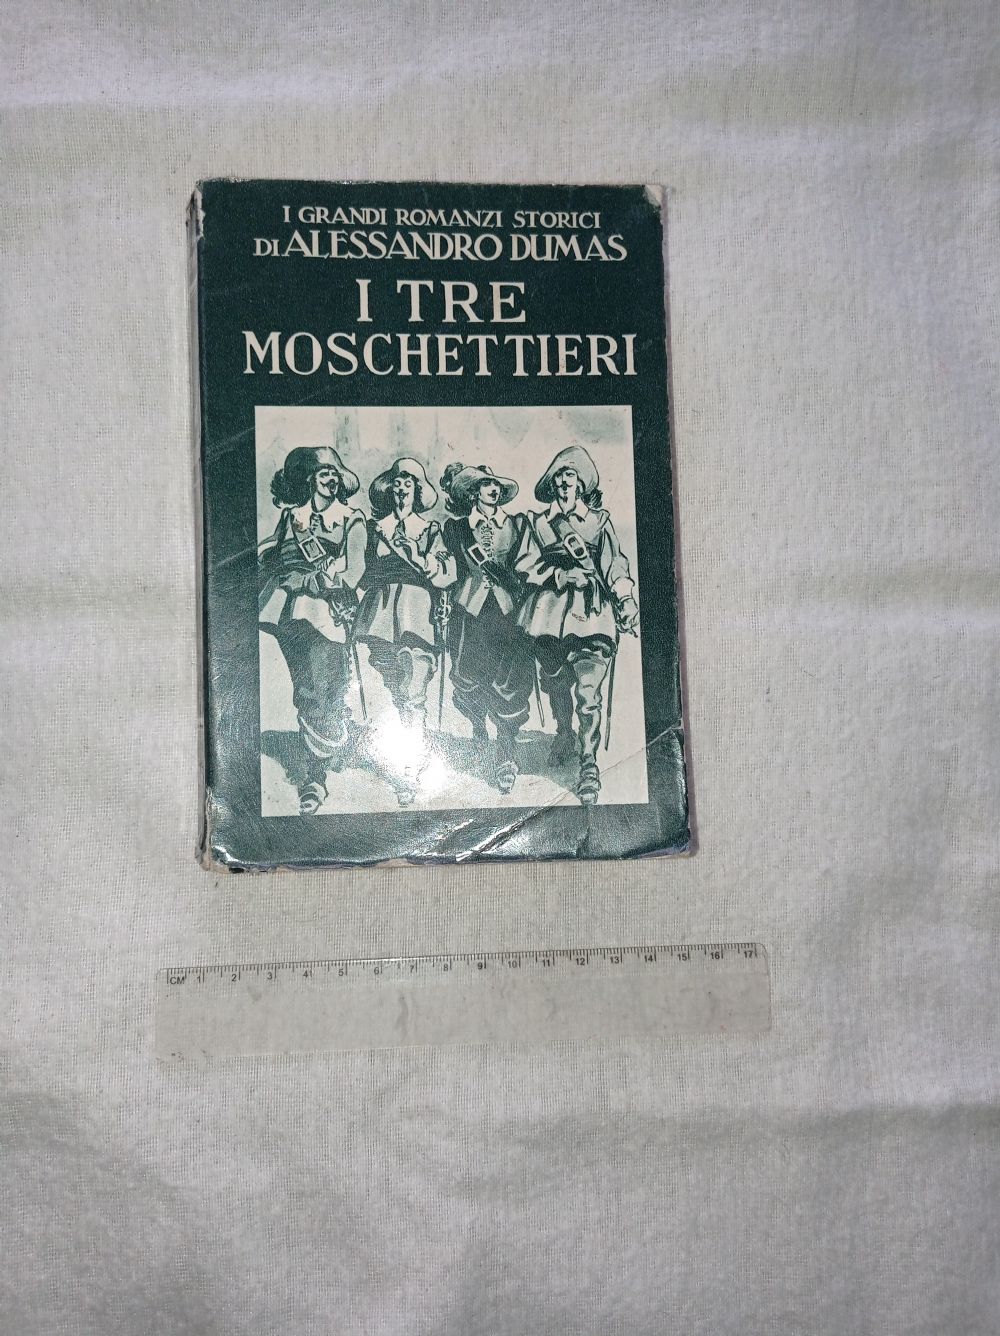 I GRANDI ROMANZI STORICI
DI ALESSANDRO DUMAS
I TRE
MOSCHETTIERI
CM 1 2 3 4 5 6 7 8 9 10 11 12 13 14 15 16 17